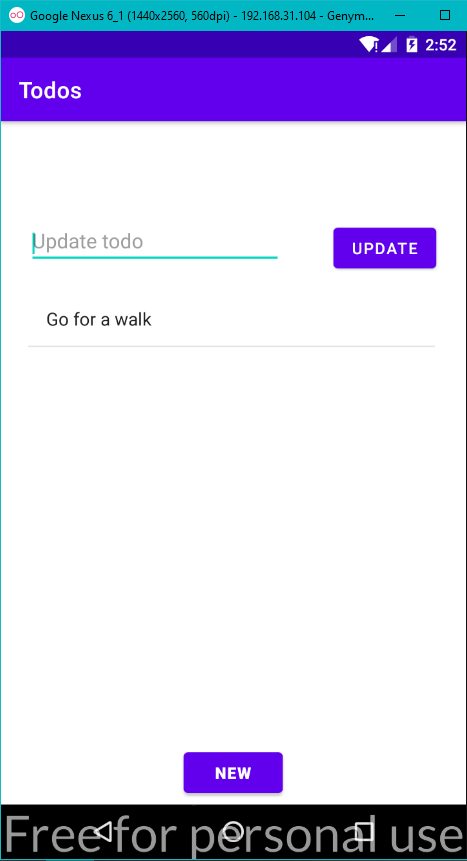 Google Nexus 6_1 (1440x2560, 560dpi) - 192.168.31.104 - Genym...
2:52
Todos
Update todo
UPDATE
Go for a walk
NEW
Free for personal use